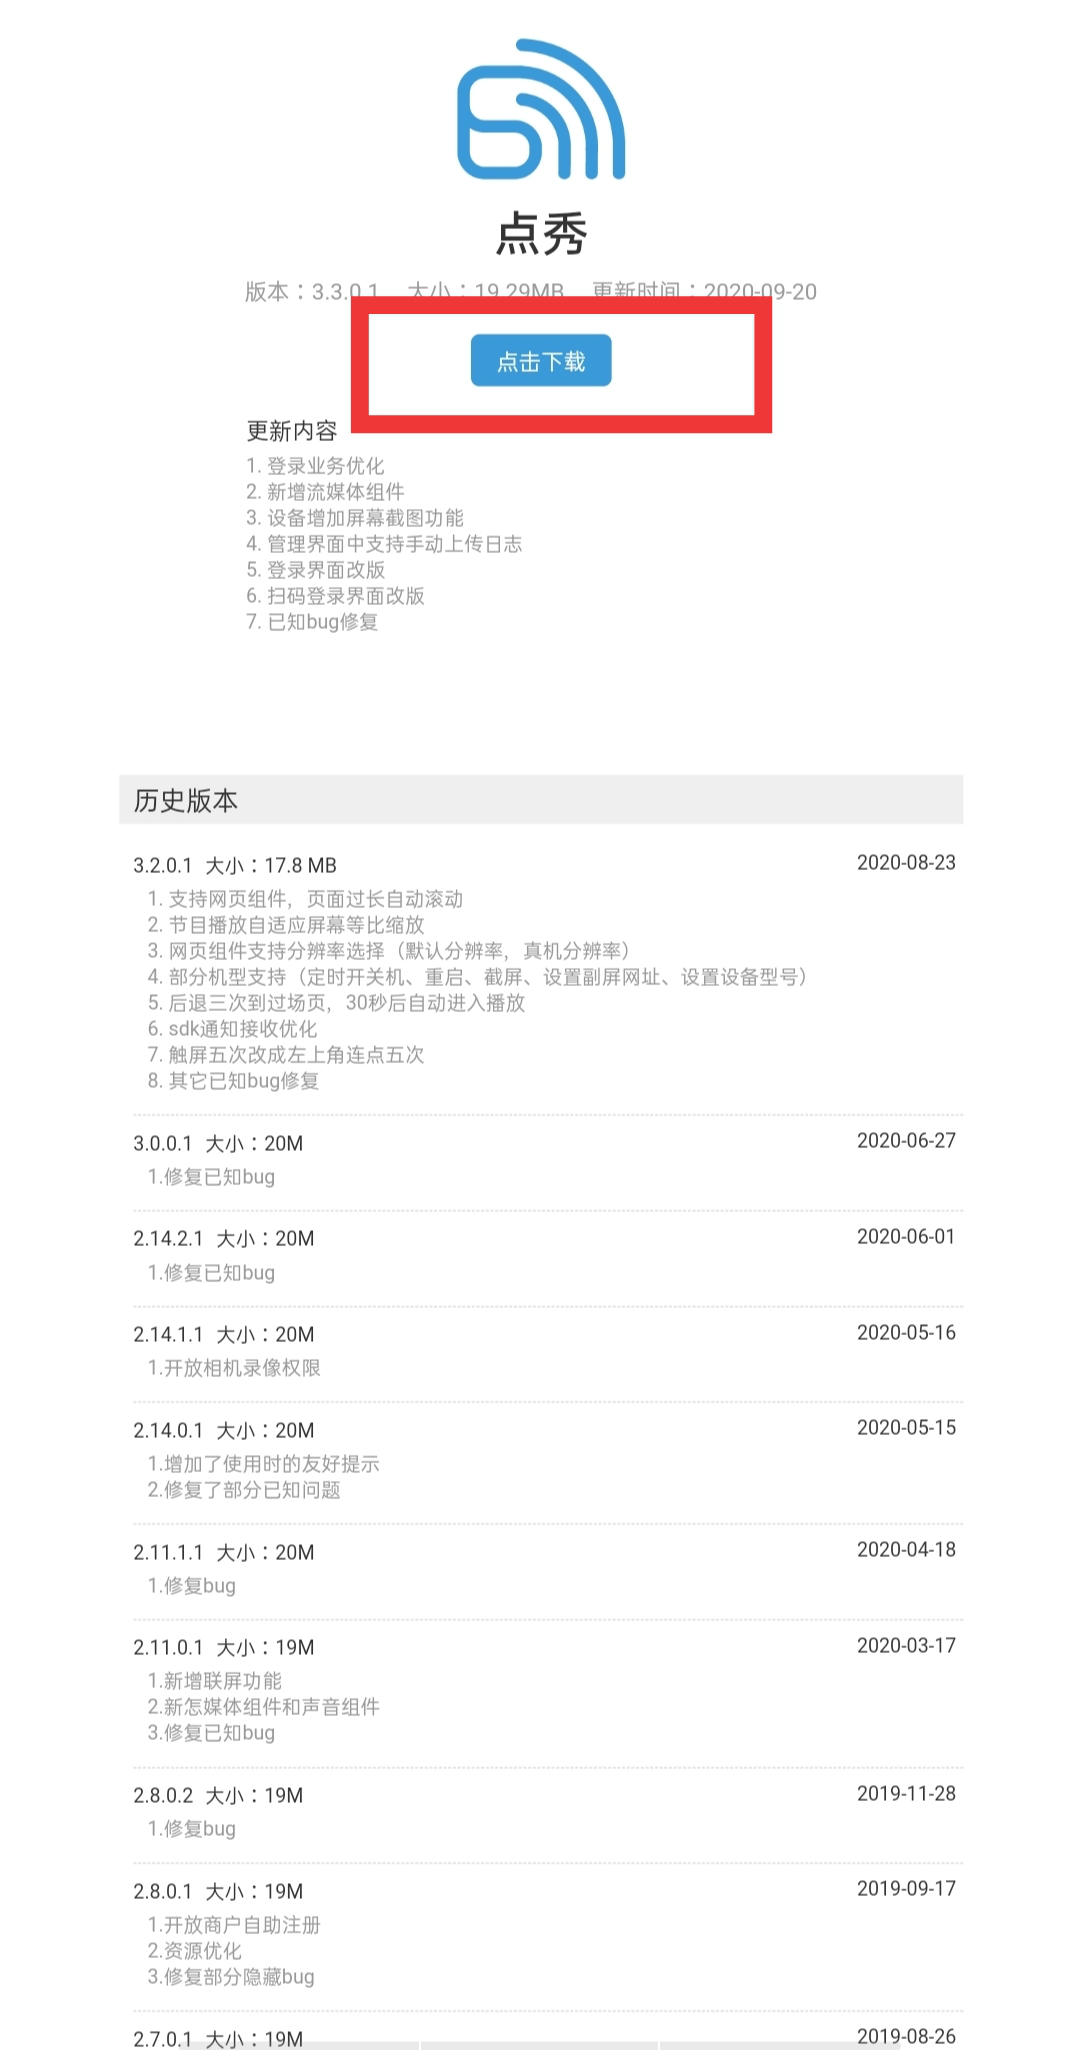 点秀
版本：3.3.0.1 大小：19.29MB 更新时间：2020-09-20
点击下载
更新内容
1. 登录业务优化
2. 新增流媒体组件
3. 设备增加屏幕截图功能
4. 管理界面中支持手动上传日志
5. 登录界面改版
6. 扫码登录界面改版
7. 已知bug修复
历史版本
3.2.0.1 大小：17.8 MB 2020-08-23
1. 支持网页组件，页面过长自动滚动
2. 节目播放自适应屏幕等比缩放
3. 网页组件支持分辨率选择（默认分辨率，真机分辨率）
4. 部分机型支持（定时开关机、重启、截屏、设置副屏网址、设置设备型号）
5. 后退三次到过场页，30秒后自动进入播放
6. sdk通知接收优化
7. 触屏五次改成左上角连点五次
8. 其它已知bug修复
3.0.0.1 大小：20M 2020-06-27
1.修复已知bug
2.14.2.1 大小：20M 2020-06-01
1.修复已知bug
2.14.1.1 大小：20M 2020-05-16
1.开放相机录像权限
2.14.0.1 大小：20M 2020-05-15
1.增加了使用时的友好提示
2.修复了部分已知问题
2.11.1.1 大小：20M 2020-04-18
1.修复bug
2.11.0.1 大小：19M 2020-03-17
1.新增联屏功能
2.新怎媒体组件和声音组件
3.修复已知bug
2.8.0.2 大小：19M 2019-11-28
1.修复bug
2.8.0.1 大小：19M 2019-09-17
1.开放商户自助注册
2.资源优化
3.修复部分隐藏bug
2.7.0.1 大小：19M 2019-08-26